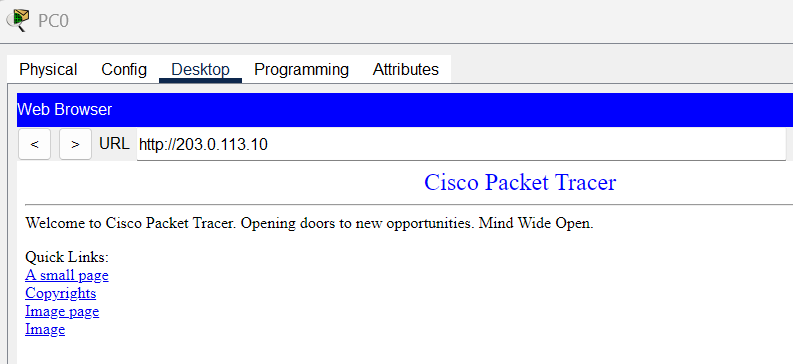 PC0
Physical Config Desktop Programming Attributes
Web Browser
< > URL http://203.0.113.10
Cisco Packet Tracer
Welcome to Cisco Packet Tracer. Opening doors to new opportunities. Mind Wide Open.
Quick Links:
A small page
Copyrights
Image page
Image